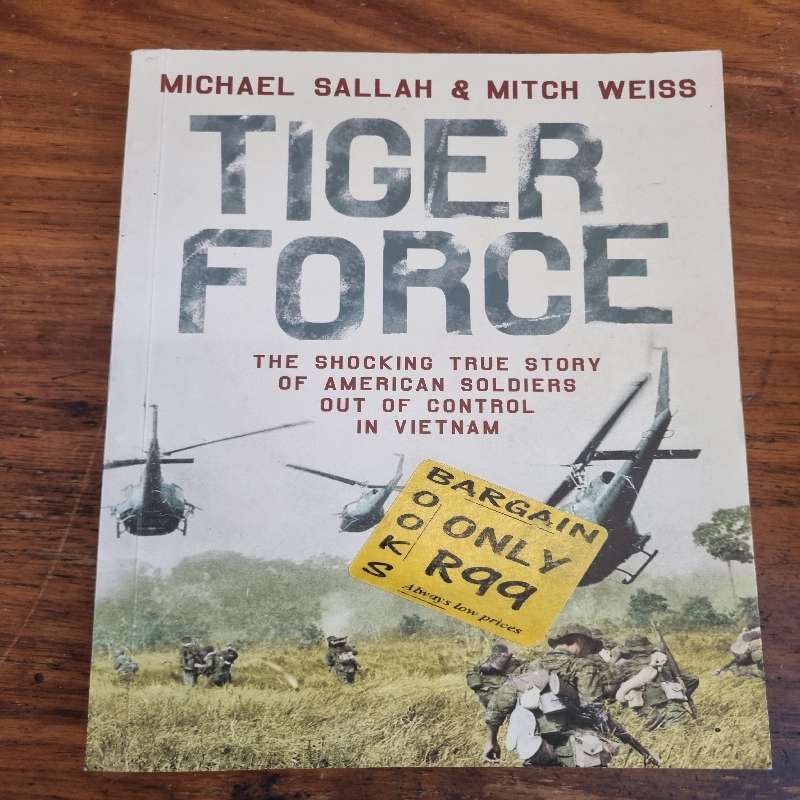 MICHAEL SALLAH & MITCH WEISS
TIGER
FORCE
THE SHOCKING TRUE STORY
OF AMERICAN SOLDIERS
OUT OF CONTROL
IN VIETNAM
BARGAIN
BOOKS
ONLY
R99
Always low prices